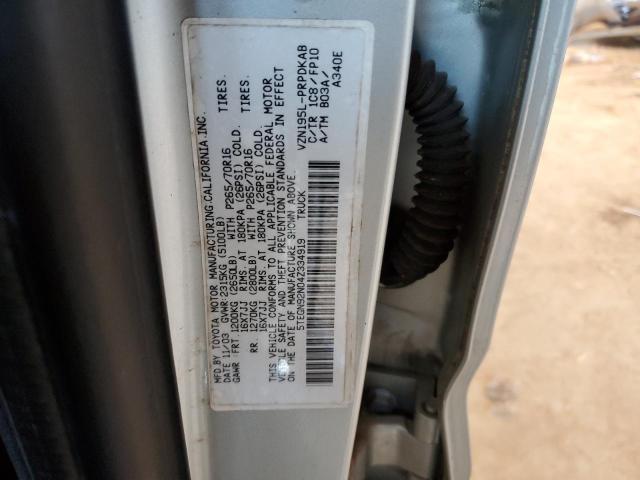 MFD BY TOYOTA MOTOR MANUFACTURING.CALIFORNIA INC.
DATE 11/03 GVWR 2315KG (5100LB)
GAWR FRT 1200KG (2650LB) WITH P265/70R16 TIRES.
16X7JJ RIMS. AT 180KPA (26PSI) COLD.
RR. 1270KG (2800LB) WITH P265/70R16 TIRES.
16X7JJ RIMS. AT 180KPA (26PSI) COLD.
THIS VEHICLE CONFORMS TO ALL APPLICABLE FEDERAL MOTOR
VEHICLE SAFETY AND THEFT PREVENTION STANDARDS IN EFFECT
ON THE DATE OF MANUFACTURE SHOWN ABOVE.
5TEGN92N04Z334919 TRUCK
VZN195L-PRPDKAB
C/TR 1C8/FP10
A/TM B03A/
A340E